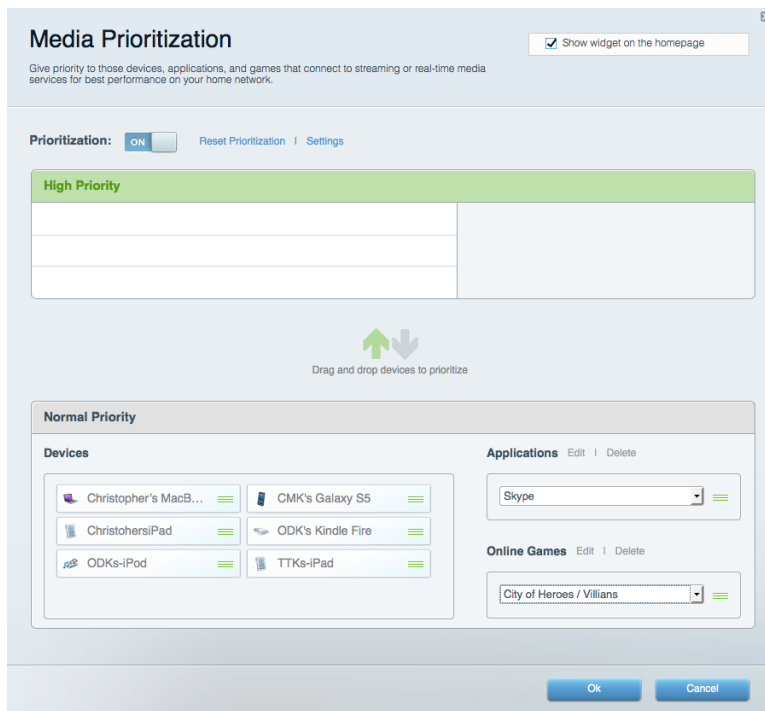 Media Prioritization
Show widget on the homepage
Give priority to those devices, applications, and games that connect to streaming or real-time media
services for best performance on your home network.
Prioritization: ON Reset Prioritization | Settings
High Priority
Drag and drop devices to prioritize
Normal Priority
Devices
Christopher's MacB...
CMK's Galaxy S5
ChristohersiPad
ODK's Kindle Fire
ODKs-iPod
TTKs-iPad
Applications Edit | Delete
Skype
Online Games Edit | Delete
City of Heroes / Villians
Ok
Cancel